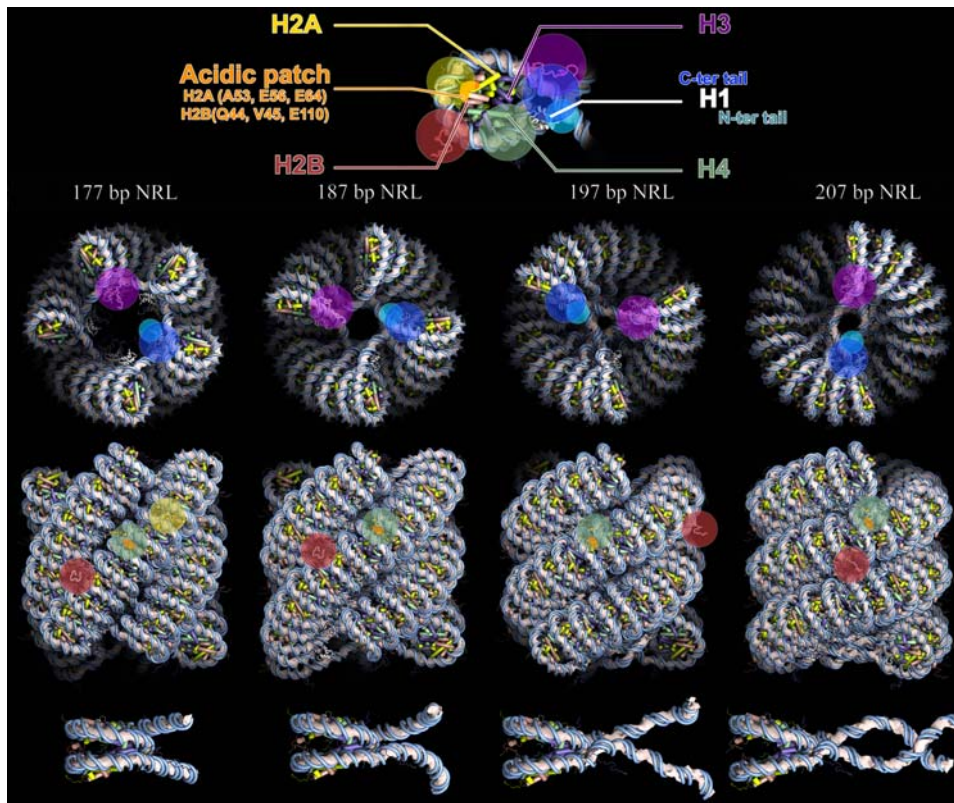 H2A
H3
Acidic patch
H2A (A53, E56, E64)
H2B(Q44, V45, E110)
C-ter tail
H1
N-ter tail
H2B
H4
177 bp NRL
187 bp NRL
197 bp NRL
207 bp NRL